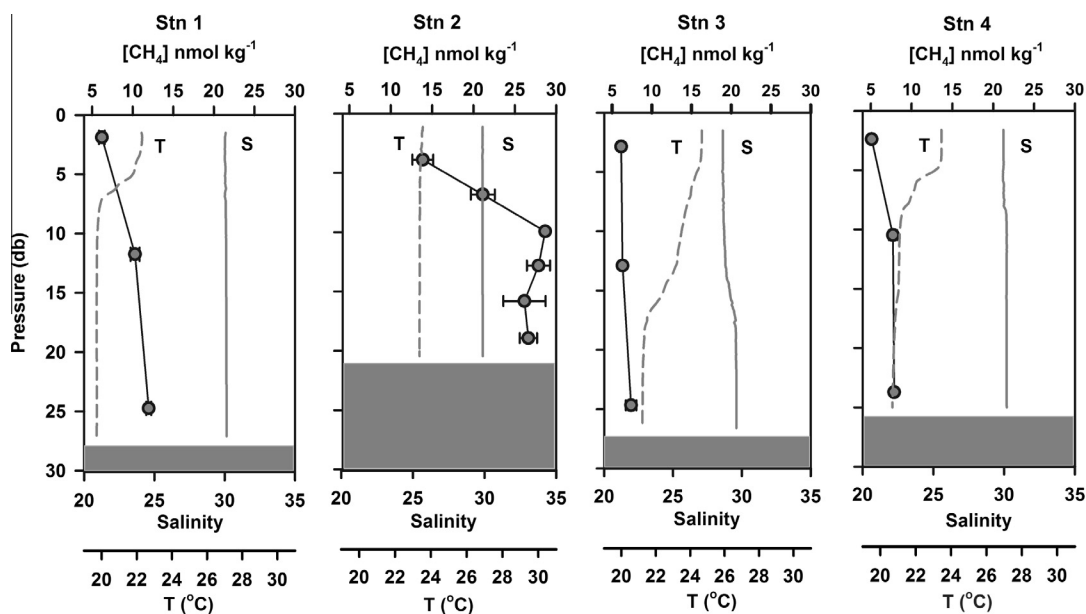 Stn 1 Stn 2 Stn 3 Stn 4
[CH₄] nmol kg⁻¹ [CH₄] nmol kg⁻¹ [CH₄] nmol kg⁻¹ [CH₄] nmol kg⁻¹
5 10 15 20 25 30 5 10 15 20 25 30 5 10 15 20 25 30 5 10 15 20 25 30
T S T S T S T S
Pressure (db)
0
5
10
15
20
25
30
20 25 30 35 20 25 30 35 20 25 30 35 20 25 30 35
Salinity Salinity Salinity Salinity
20 22 24 26 28 30 20 22 24 26 28 30 20 22 24 26 28 30 20 22 24 26 28 30
T (°C) T (°C) T (°C) T (°C)